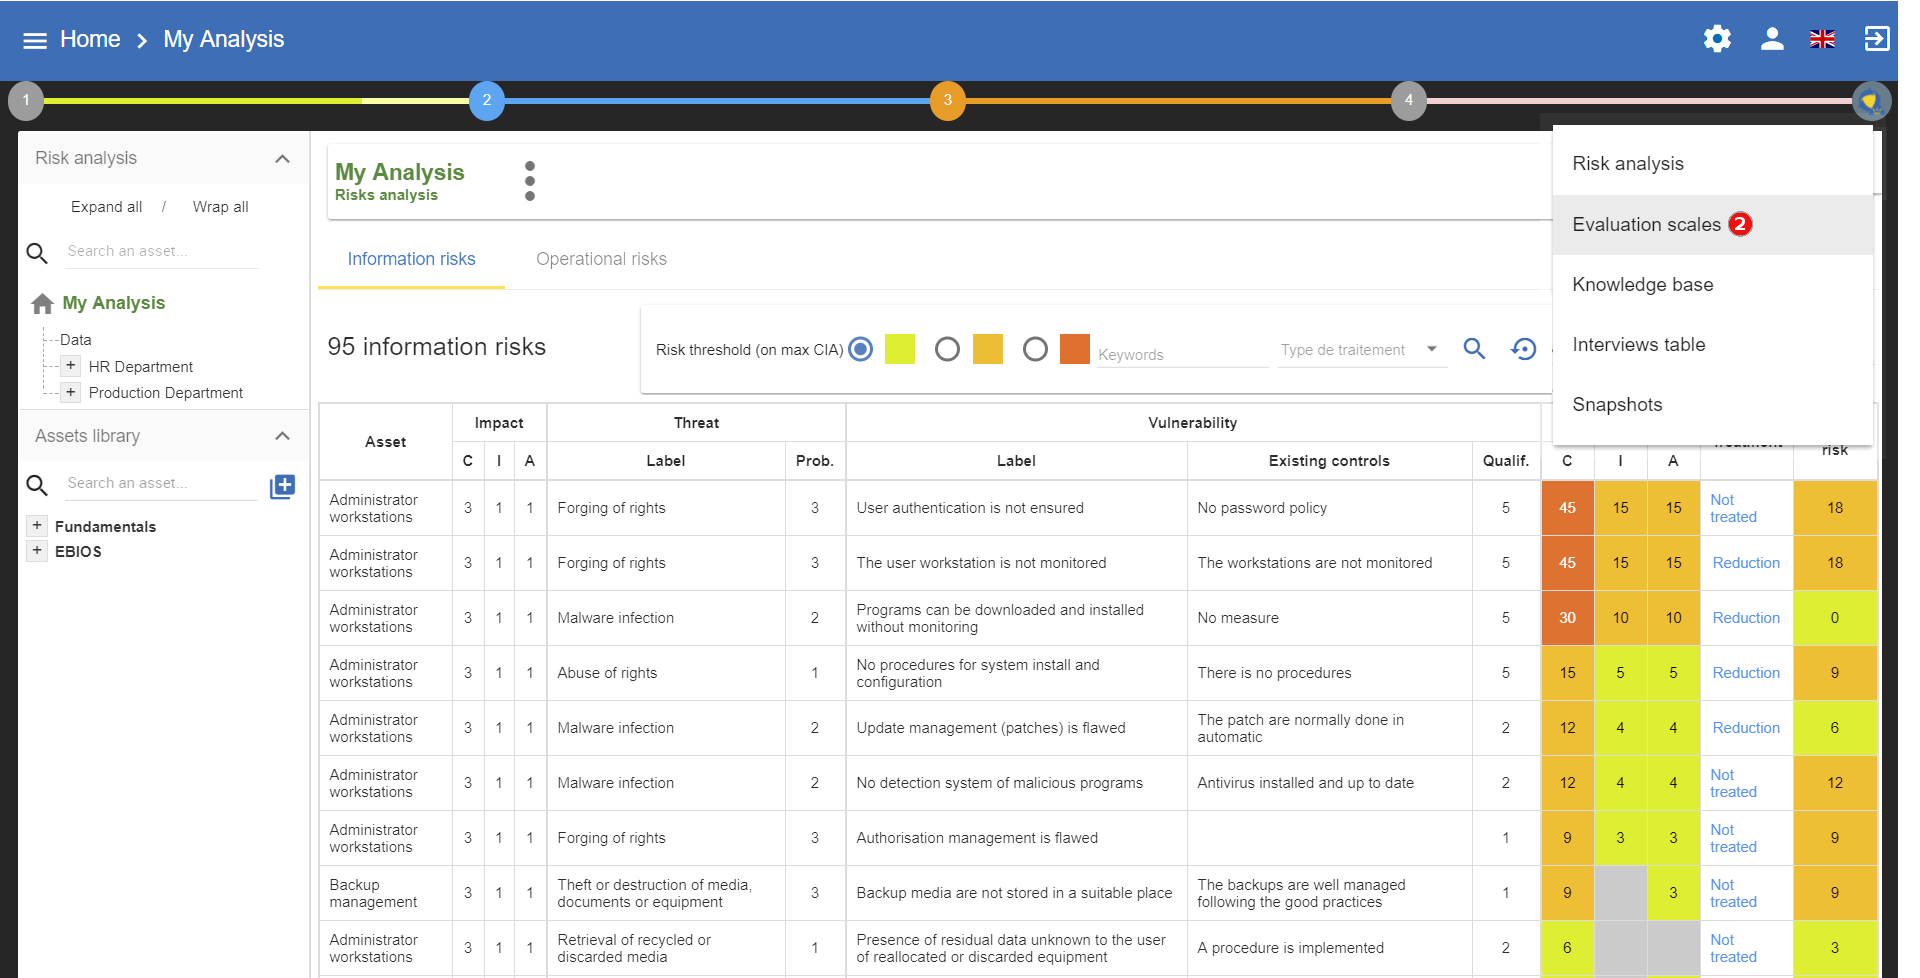 Home > My Analysis
1 2 3 4
Risk analysis
Expand all / Wrap all
Search an asset...
My Analysis
Data
+ HR Department
+ Production Department
Assets library
Search an asset...
+ Fundamentals
+ EBIOS
My Analysis
Risks analysis
Information risks Operational risks
95 information risks
Risk threshold (on max CIA) Keywords Type de traitement
Risk analysis
Evaluation scales 2
Knowledge base
Interviews table
Snapshots
Asset Impact Threat Vulnerability
risk
C I A Label Prob. Label Existing controls Qualif. C I A
Administrator
workstations 3 1 1 Forging of rights 3 User authentication is not ensured No password policy 5 45 15 15 Not
treated 18
Administrator
workstations 3 1 1 Forging of rights 3 The user workstation is not monitored The workstations are not monitored 5 45 15 15 Reduction 18
Administrator
workstations 3 1 1 Malware infection 2 Programs can be downloaded and installed
without monitoring No measure 5 30 10 10 Reduction 0
Administrator
workstations 3 1 1 Abuse of rights 1 No procedures for system install and
configuration There is no procedures 5 15 5 5 Reduction 9
Administrator
workstations 3 1 1 Malware infection 2 Update management (patches) is flawed The patch are normally done in
automatic 2 12 4 4 Reduction 6
Administrator
workstations 3 1 1 Malware infection 2 No detection system of malicious programs Antivirus installed and up to date 2 12 4 4 Not
treated 12
Administrator
workstations 3 1 1 Forging of rights 3 Authorisation management is flawed 1 9 3 3 Not
treated 9
Backup
management 3 1 1 Theft or destruction of media,
documents or equipment 3 Backup media are not stored in a suitable place The backups are well managed
following the good practices 1 9 3 Not
treated 9
Administrator
workstations 3 1 1 Retrieval of recycled or
discarded media 1 Presence of residual data unknown to the user
of reallocated or discarded equipment A procedure is implemented 2 6 Not
treated 3